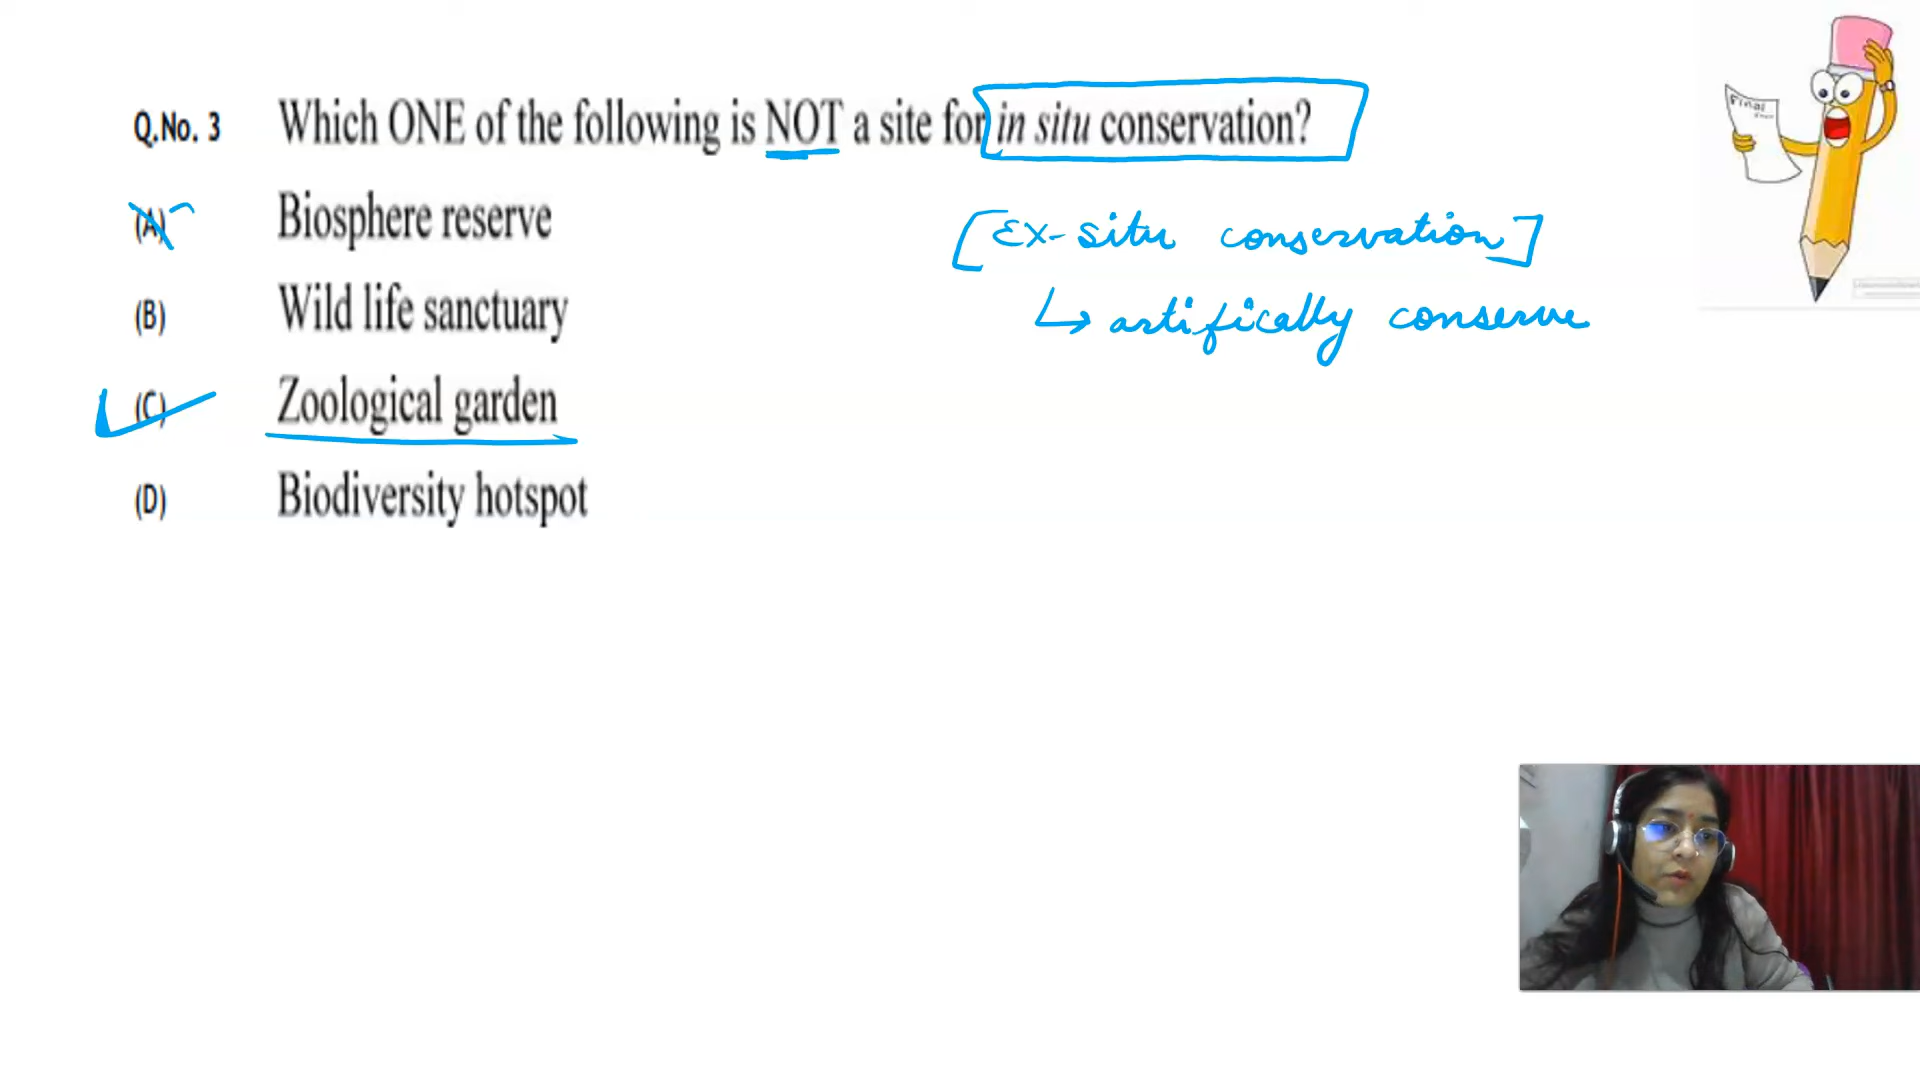 Q.No. 3 Which ONE of the following is NOT a site for in situ conservation?
(A) Biosphere reserve
[Ex-situ conservation]
(B) Wild life sanctuary
↳ artifically conserve
(C) Zoological garden
(D) Biodiversity hotspot
Final